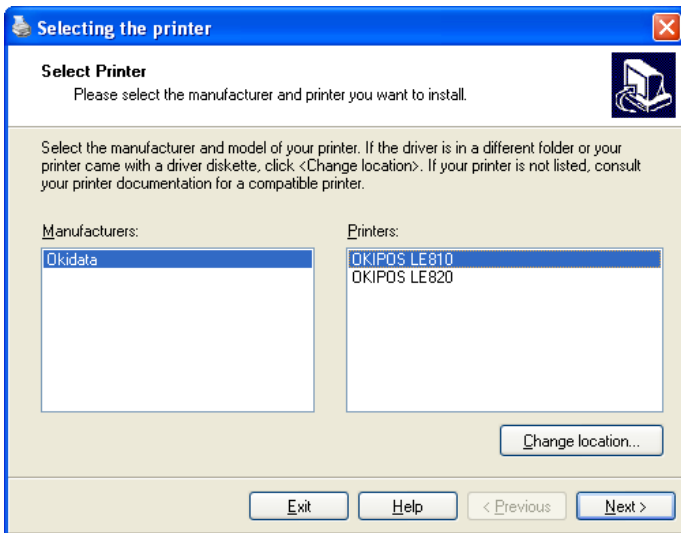 Selecting the printer
Select Printer
Please select the manufacturer and printer you want to install.
Select the manufacturer and model of your printer. If the driver is in a different folder or your
printer came with a driver diskette, click <Change location>. If your printer is not listed, consult
your printer documentation for a compatible printer.
Manufacturers:
Okidata
Printers:
OKIPOS LE810
OKIPOS LE820
Change location...
Exit
Help
< Previous
Next >